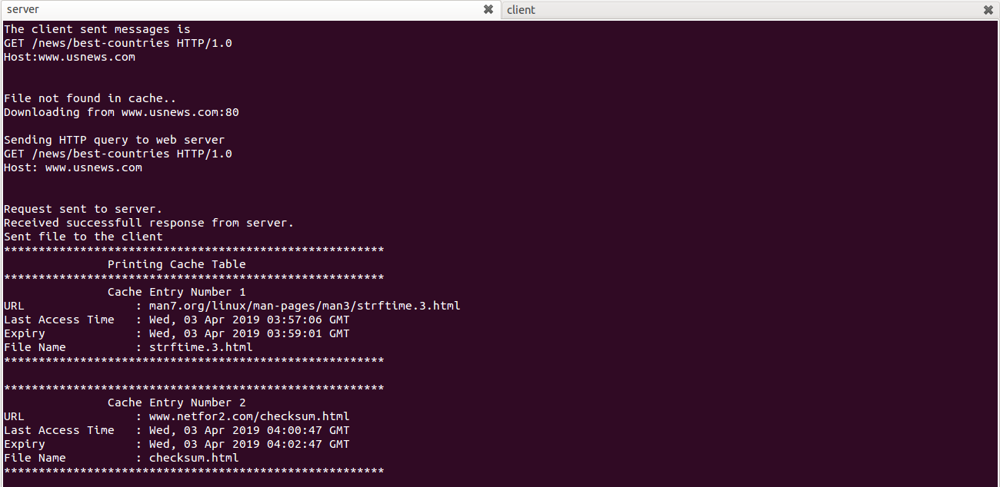 server
client
The client sent messages is
GET /news/best-countries HTTP/1.0
Host:www.usnews.com
File not found in cache..
Downloading from www.usnews.com:80
Sending HTTP query to web server
GET /news/best-countries HTTP/1.0
Host: www.usnews.com
Request sent to server.
Received successfull response from server.
Sent file to the client
*******************************************************
Printing Cache Table
*******************************************************
Cache Entry Number 1
URL : man7.org/linux/man-pages/man3/strftime.3.html
Last Access Time : Wed, 03 Apr 2019 03:57:06 GMT
Expiry : Wed, 03 Apr 2019 03:59:01 GMT
File Name : strftime.3.html
*******************************************************
*******************************************************
Cache Entry Number 2
URL : www.netfor2.com/checksum.html
Last Access Time : Wed, 03 Apr 2019 04:00:47 GMT
Expiry : Wed, 03 Apr 2019 04:02:47 GMT
File Name : checksum.html
*******************************************************